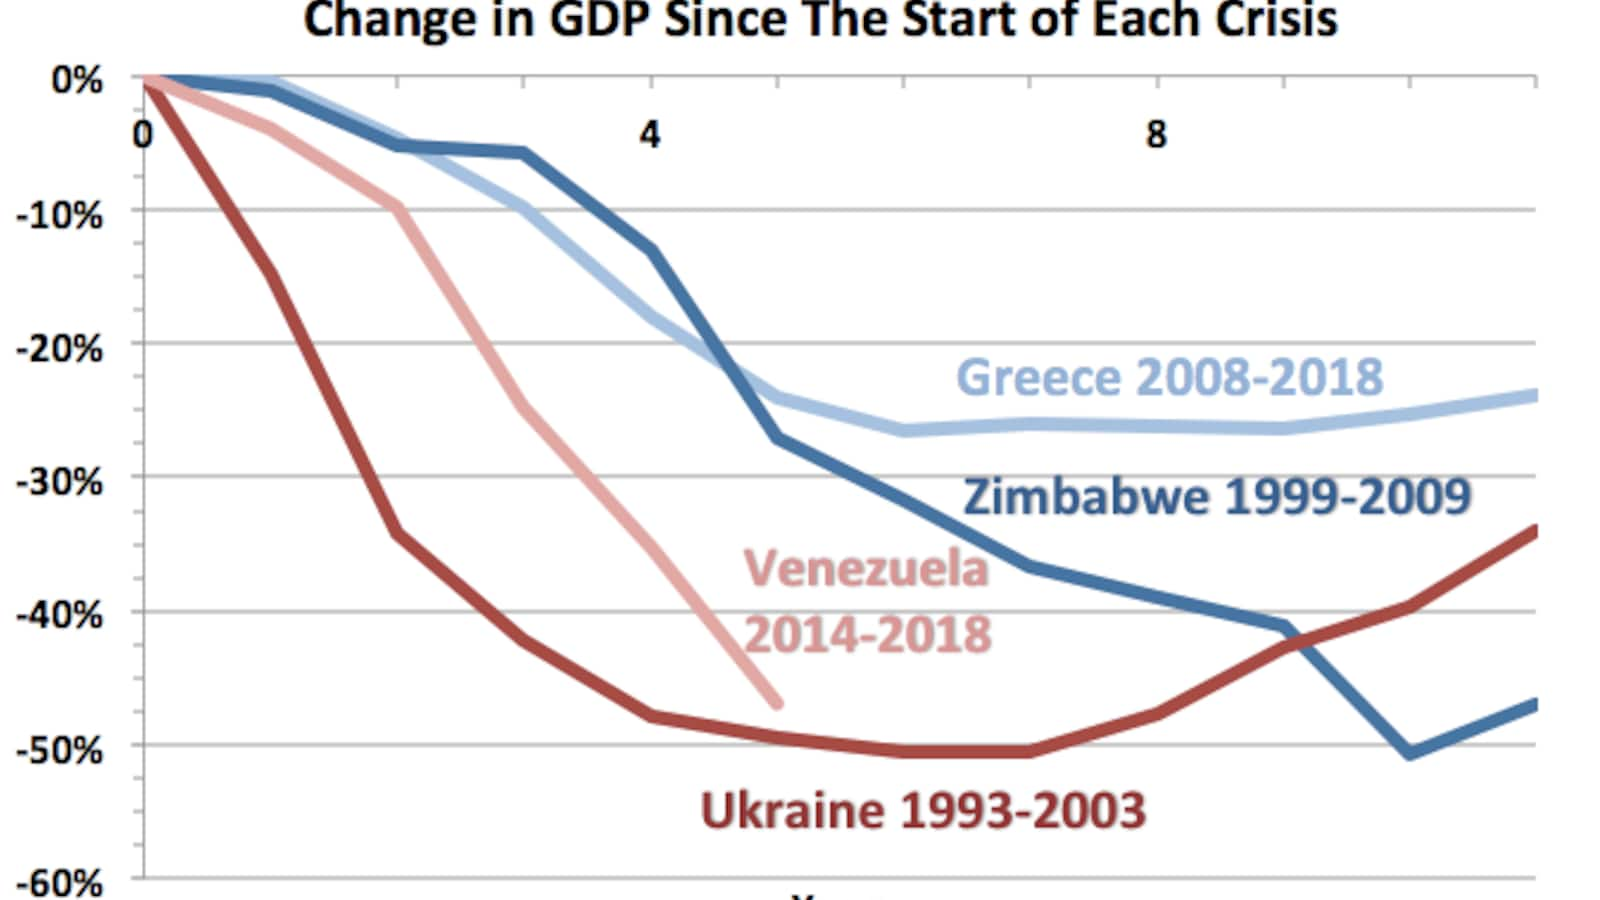 Change in GDP Since The Start of Each Crisis
0%
0 4 8
-10%
-20%
Greece 2008-2018
-30%
Zimbabwe 1999-2009
Venezuela
2014-2018
-40%
-50%
Ukraine 1993-2003
-60%